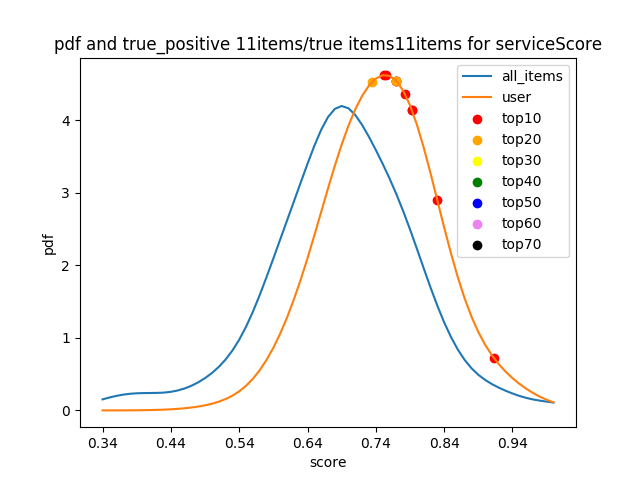 pdf and true_positive 11items/true items11items for serviceScore
all_items
user
top10
top20
top30
top40
top50
top60
top70
pdf
4
3
2
1
0
0.34 0.44 0.54 0.64 0.74 0.84 0.94
score